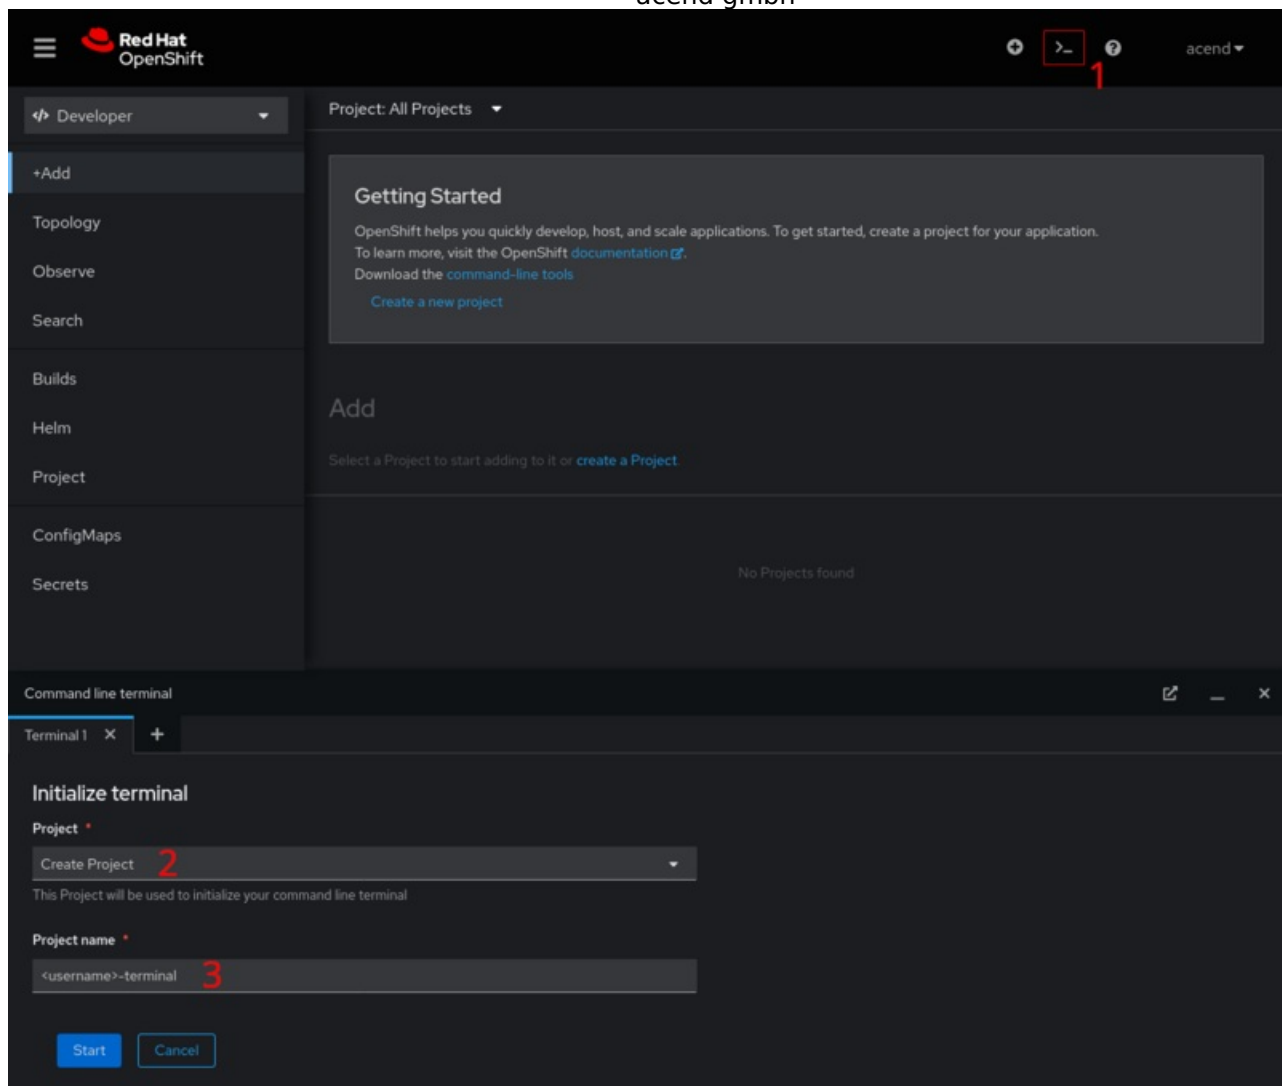 acend gmbh
Red Hat
OpenShift
>_
1
acend
Developer
Project: All Projects
+Add
Topology
Observe
Search
Builds
Helm
Project
ConfigMaps
Secrets
Getting Started
OpenShift helps you quickly develop, host, and scale applications. To get started, create a project for your application.
To learn more, visit the OpenShift documentation.
Download the command-line tools
Create a new project
Add
Select a Project to start adding to it or create a Project.
No Projects found
Command line terminal
Terminal 1
Initialize terminal
Project *
Create Project 2
This Project will be used to initialize your command line terminal
Project name *
<username>-terminal 3
Start Cancel